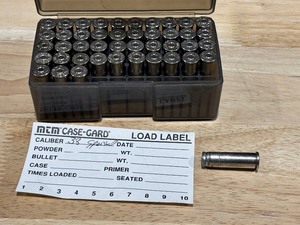 MTM CASE-GARD® LOAD LABEL
CALIBER .38 Special DATE
POWDER WT.
BULLET WT.
CASE PRIMER
TIMES LOADED SEATED
1 2 3 4 5 6 7 8 9 10